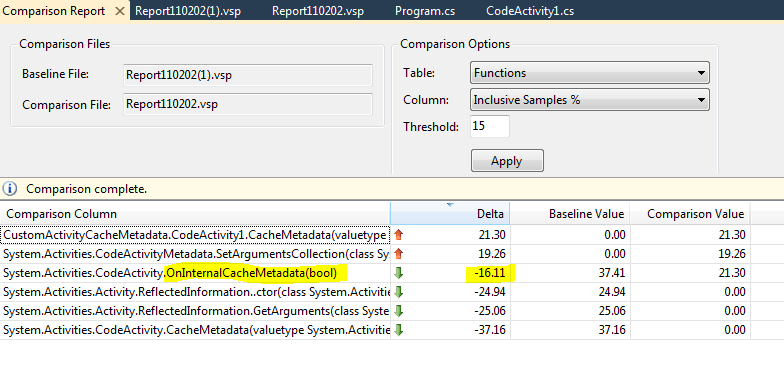 Comparison Report Report110202(1).vsp Report110202.vsp Program.cs CodeActivity1.cs
Comparison Files
Baseline File: Report110202(1).vsp
Comparison File: Report110202.vsp
Comparison Options
Table: Functions
Column: Inclusive Samples %
Threshold: 15
Apply
Comparison complete.
Comparison Column Delta Baseline Value Comparison Value
CustomActivityCacheMetadata.CodeActivity1.CacheMetadata(valuetype 21.30 0.00 21.30
System.Activities.CodeActivityMetadata.SetArgumentsCollection(class Sy 19.26 0.00 19.26
System.Activities.CodeActivity.OnInternalCacheMetadata(bool) -16.11 37.41 21.30
System.Activities.Activity.ReflectedInformation..ctor(class System.Activities -24.94 24.94 0.00
System.Activities.Activity.ReflectedInformation.GetArguments(class Syste -25.06 25.06 0.00
System.Activities.CodeActivity.CacheMetadata(valuetype System.Activities -37.16 37.16 0.00